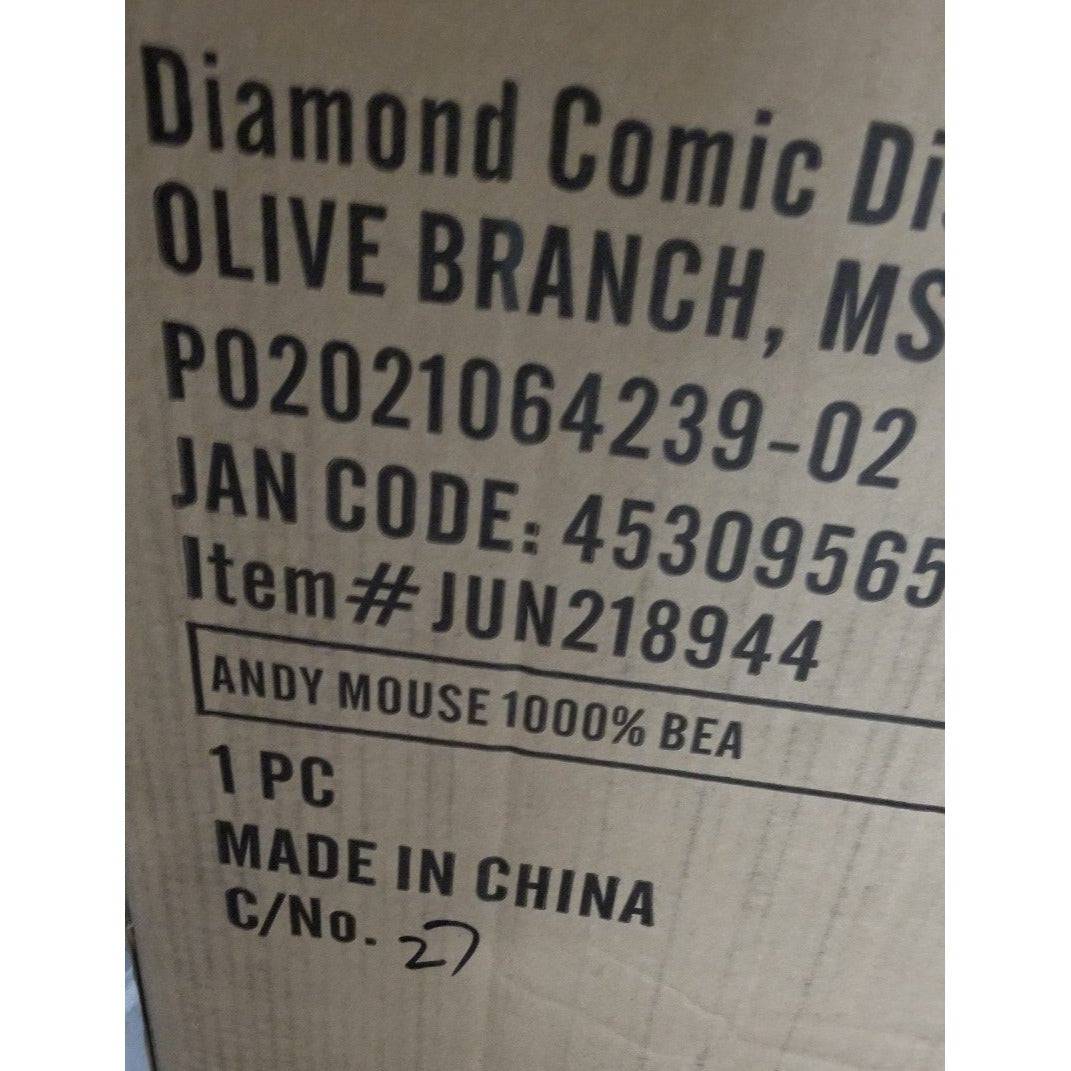 Diamond Comic Di
OLIVE BRANCH, MS
PO2021064239-02
JAN CODE: 45309565
Item#JUN218944
ANDY MOUSE 1000% BEA
1 PC
MADE IN CHINA
C/No. 27